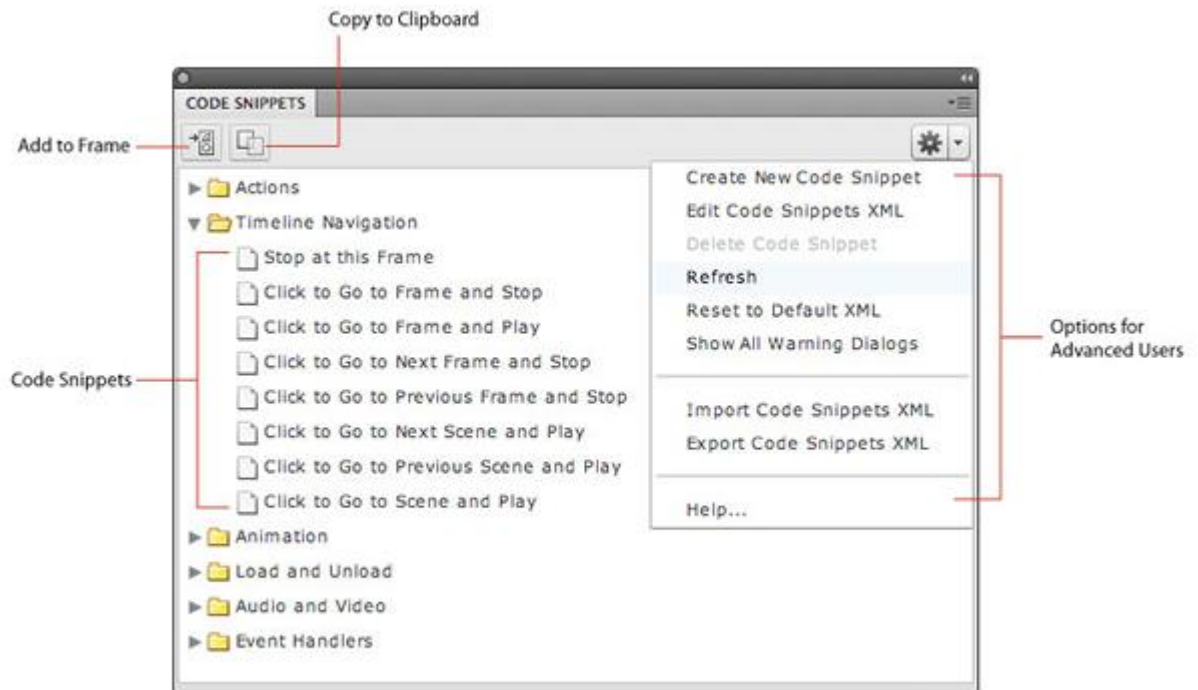 Copy to Clipboard
CODE SNIPPETS
Add to Frame
Actions
Timeline Navigation
Stop at this Frame
Click to Go to Frame and Stop
Click to Go to Frame and Play
Click to Go to Next Frame and Stop
Click to Go to Previous Frame and Stop
Click to Go to Next Scene and Play
Click to Go to Previous Scene and Play
Click to Go to Scene and Play
Animation
Load and Unload
Audio and Video
Event Handlers
Code Snippets
Create New Code Snippet
Edit Code Snippets XML
Delete Code Snippet
Refresh
Reset to Default XML
Show All Warning Dialogs
Import Code Snippets XML
Export Code Snippets XML
Help...
Options for
Advanced Users